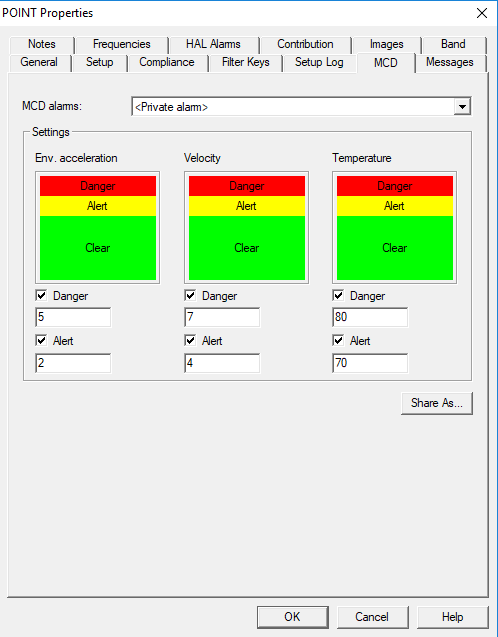 POINT Properties
Notes Frequencies HAL Alarms Contribution Images Band
General Setup Compliance Filter Keys Setup Log MCD Messages
MCD alarms: <Private alarm>
Settings
Env. acceleration Velocity Temperature
Danger Danger Danger
Alert Alert Alert
Clear Clear Clear
Danger Danger Danger
5 7 80
Alert Alert Alert
2 4 70
Share As...
OK Cancel Help